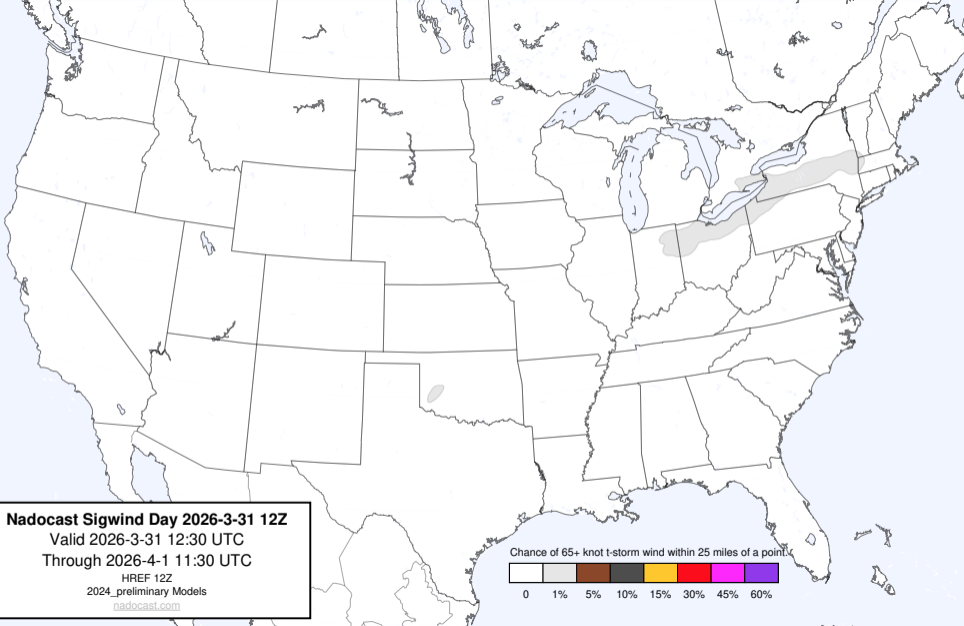 Nadocast Sigwind Day 2026-3-31 12Z
Valid 2026-3-31 12:30 UTC
Through 2026-4-1 11:30 UTC
HREF 12Z
2024_preliminary Models
nadocast.com
Chance of 65+ knot t-storm wind within 25 miles of a point.
0 1% 5% 10% 15% 30% 45% 60%